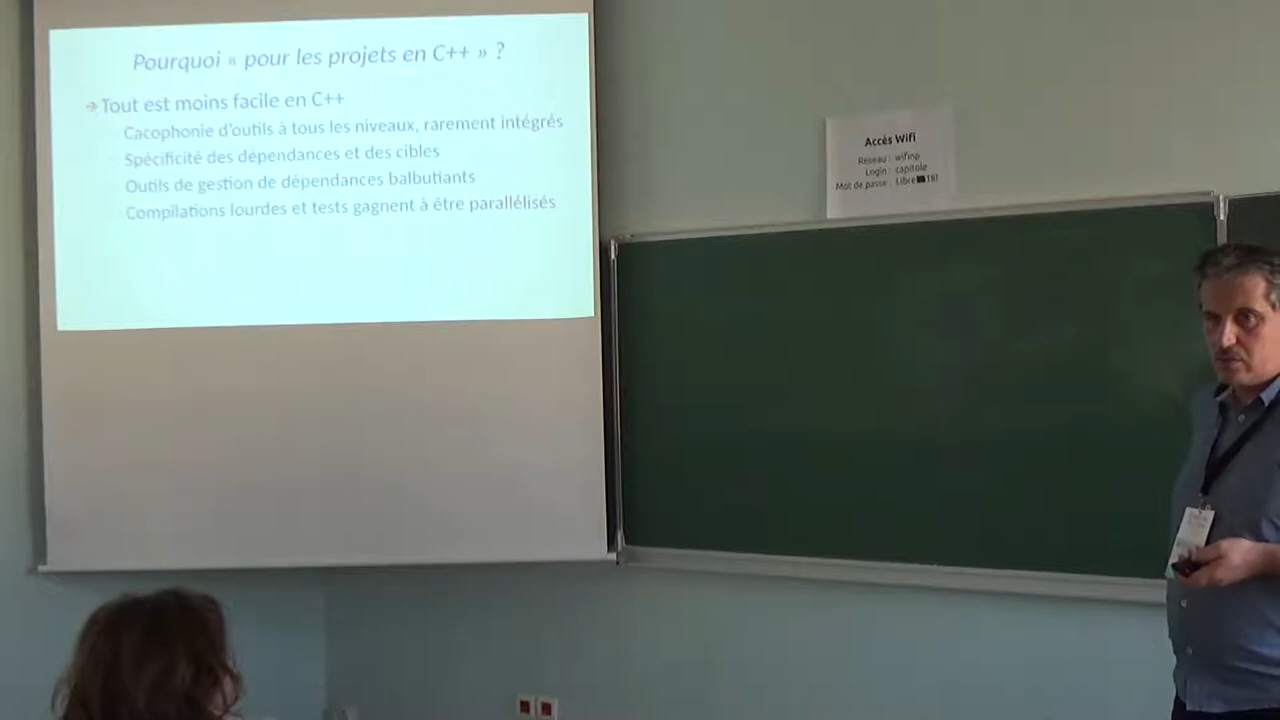 Pourquoi « pour les projets en C++ » ?
Tout est moins facile en C++
Cacophonie d'outils à tous les niveaux, rarement intégrés
Spécificité des dépendances et des cibles
Outils de gestion de dépendances balbutiants
Compilations lourdes et tests gagnent à être parallélisés
Accès Wifi
Réseau : wifinp
Login : capitole
Mot de passe :